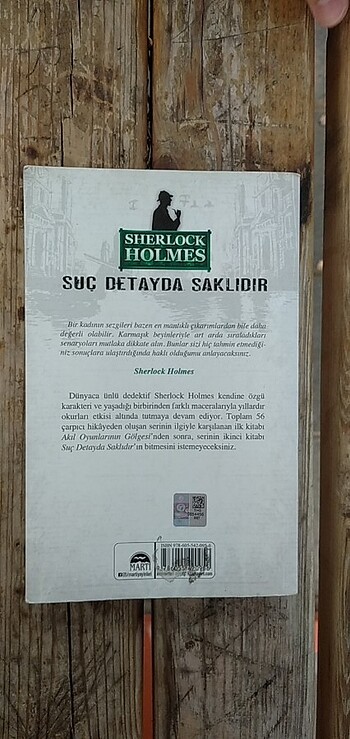 SHERLOCK
HOLMES
SUÇ DETAYDA SAKLIDIR
Bir kadının sezgileri bazen en mantıklı çıkarımlardan bile daha
değerli olabilir. Karmaşık beyinleriyle art arda sıraladıkları
senaryoları mutlaka dikkate alın. Bunlar sizi hiç tahmin etmediği-
niz sonuçlara ulaştırdığında haklı olduğumu anlayacaksınız.
Sherlock Holmes
Dünyaca ünlü dedektif Sherlock Holmes kendine özgü
karakteri ve yaşadığı birbirinden farklı maceralarıyla yıllardır
okurları etkisi altında tutmaya devam ediyor. Toplam 56
çarpıcı hikâyeden oluşan serinin ilgiyle karşılanan ilk kitabı
Akıl Oyunlarının Gölgesi'nden sonra, serinin ikinci kitabı
Suç Detayda Saklıdır'ın bitmesini istemeyeceksiniz.
MARTI